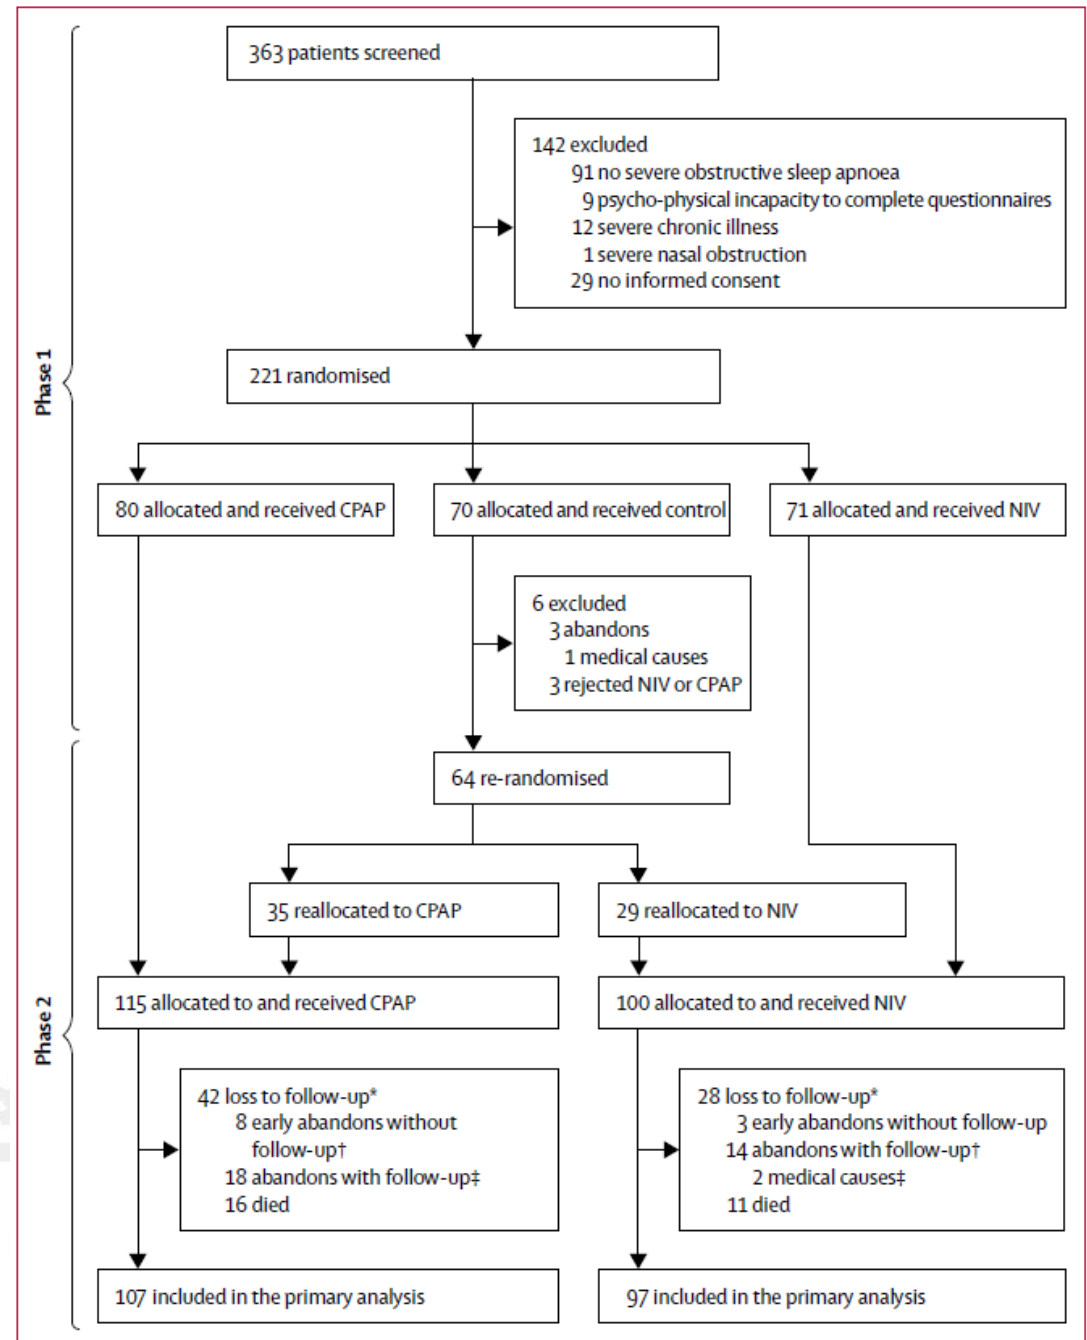 363 patients screened
142 excluded
91 no severe obstructive sleep apnoea
9 psycho-physical incapacity to complete questionnaires
12 severe chronic illness
1 severe nasal obstruction
29 no informed consent
Phase 1
221 randomised
80 allocated and received CPAP
70 allocated and received control
71 allocated and received NIV
6 excluded
3 abandons
1 medical causes
3 rejected NIV or CPAP
64 re-randomised
35 reallocated to CPAP
29 reallocated to NIV
Phase 2
115 allocated to and received CPAP
100 allocated to and received NIV
42 loss to follow-up*
8 early abandons without
follow-up†
18 abandons with follow-up‡
16 died
28 loss to follow-up*
3 early abandons without follow-up
14 abandons with follow-up†
2 medical causes‡
11 died
107 included in the primary analysis
97 included in the primary analysis